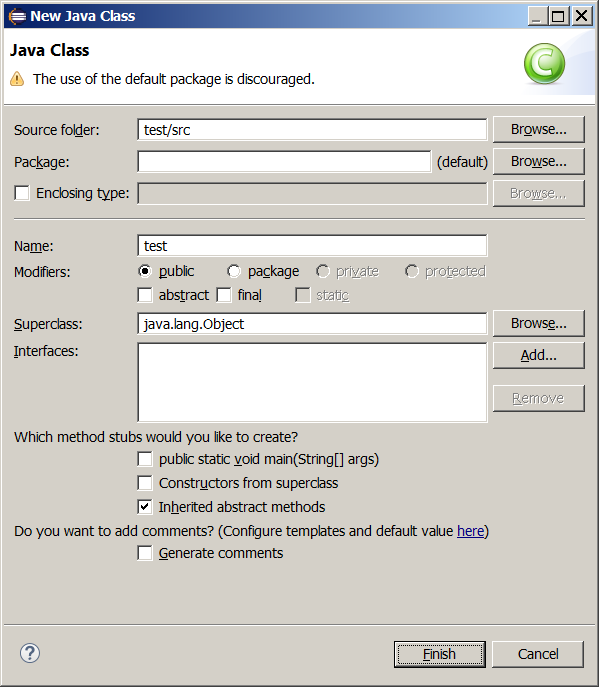 New Java Class
Java Class
The use of the default package is discouraged.
C
Source folder: test/src Browse...
Package: (default) Browse...
Enclosing type: Browse...
Name: test
Modifiers: public package private protected
abstract final static
Superclass: java.lang.Object Browse...
Interfaces: Add...
Remove
Which method stubs would you like to create?
public static void main(String[] args)
Constructors from superclass
Inherited abstract methods
Do you want to add comments? (Configure templates and default value here)
Generate comments
? Finish Cancel